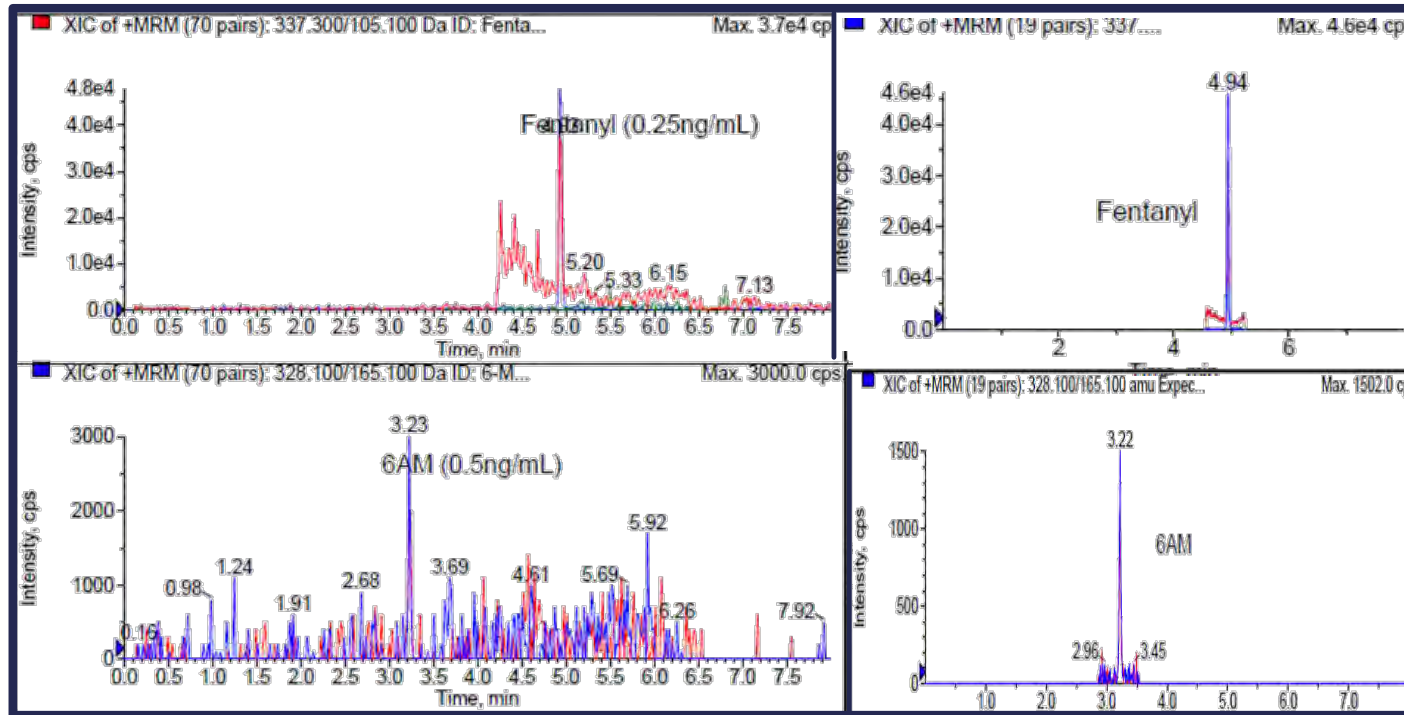 XIC of +MRM (70 pairs): 337.300/105.100 Da ID: Fenta... Max. 3.7e4 cp
4.8e4
4.0e4
3.0e4
2.0e4
1.0e4
0.0
Intensity, cps
4.93
Fentanyl (0.25ng/mL)
5.20
5.33
6.15
7.13
0.0 0.5 1.0 1.5 2.0 2.5 3.0 3.5 4.0 4.5 5.0 5.5 6.0 6.5 7.0 7.5
Time, min
XIC of +MRM (19 pairs): 337.... Max. 4.6e4 cp
4.6e4
4.0e4
3.0e4
2.0e4
1.0e4
0.0
Intensity, cps
4.94
Fentanyl
2 4 6
Time, min
XIC of +MRM (70 pairs): 328.100/165.100 Da ID: 6-M... Max. 3000.0 cps
3000
2000
1000
0
Intensity, cps
3.23
6AM (0.5ng/mL)
5.92
1.24
0.98
2.68
3.69
4.61
5.69
1.91
6.26
7.92
0.16
0.0 0.5 1.0 1.5 2.0 2.5 3.0 3.5 4.0 4.5 5.0 5.5 6.0 6.5 7.0 7.5
Time, min
XIC of +MRM (19 pairs): 328.100/165.100 amu Expec... Max. 1502.0 cp
1500
1000
500
0
Intensity, cps
3.22
6AM
2.96
3.45
1.0 2.0 3.0 4.0 5.0 6.0 7.0